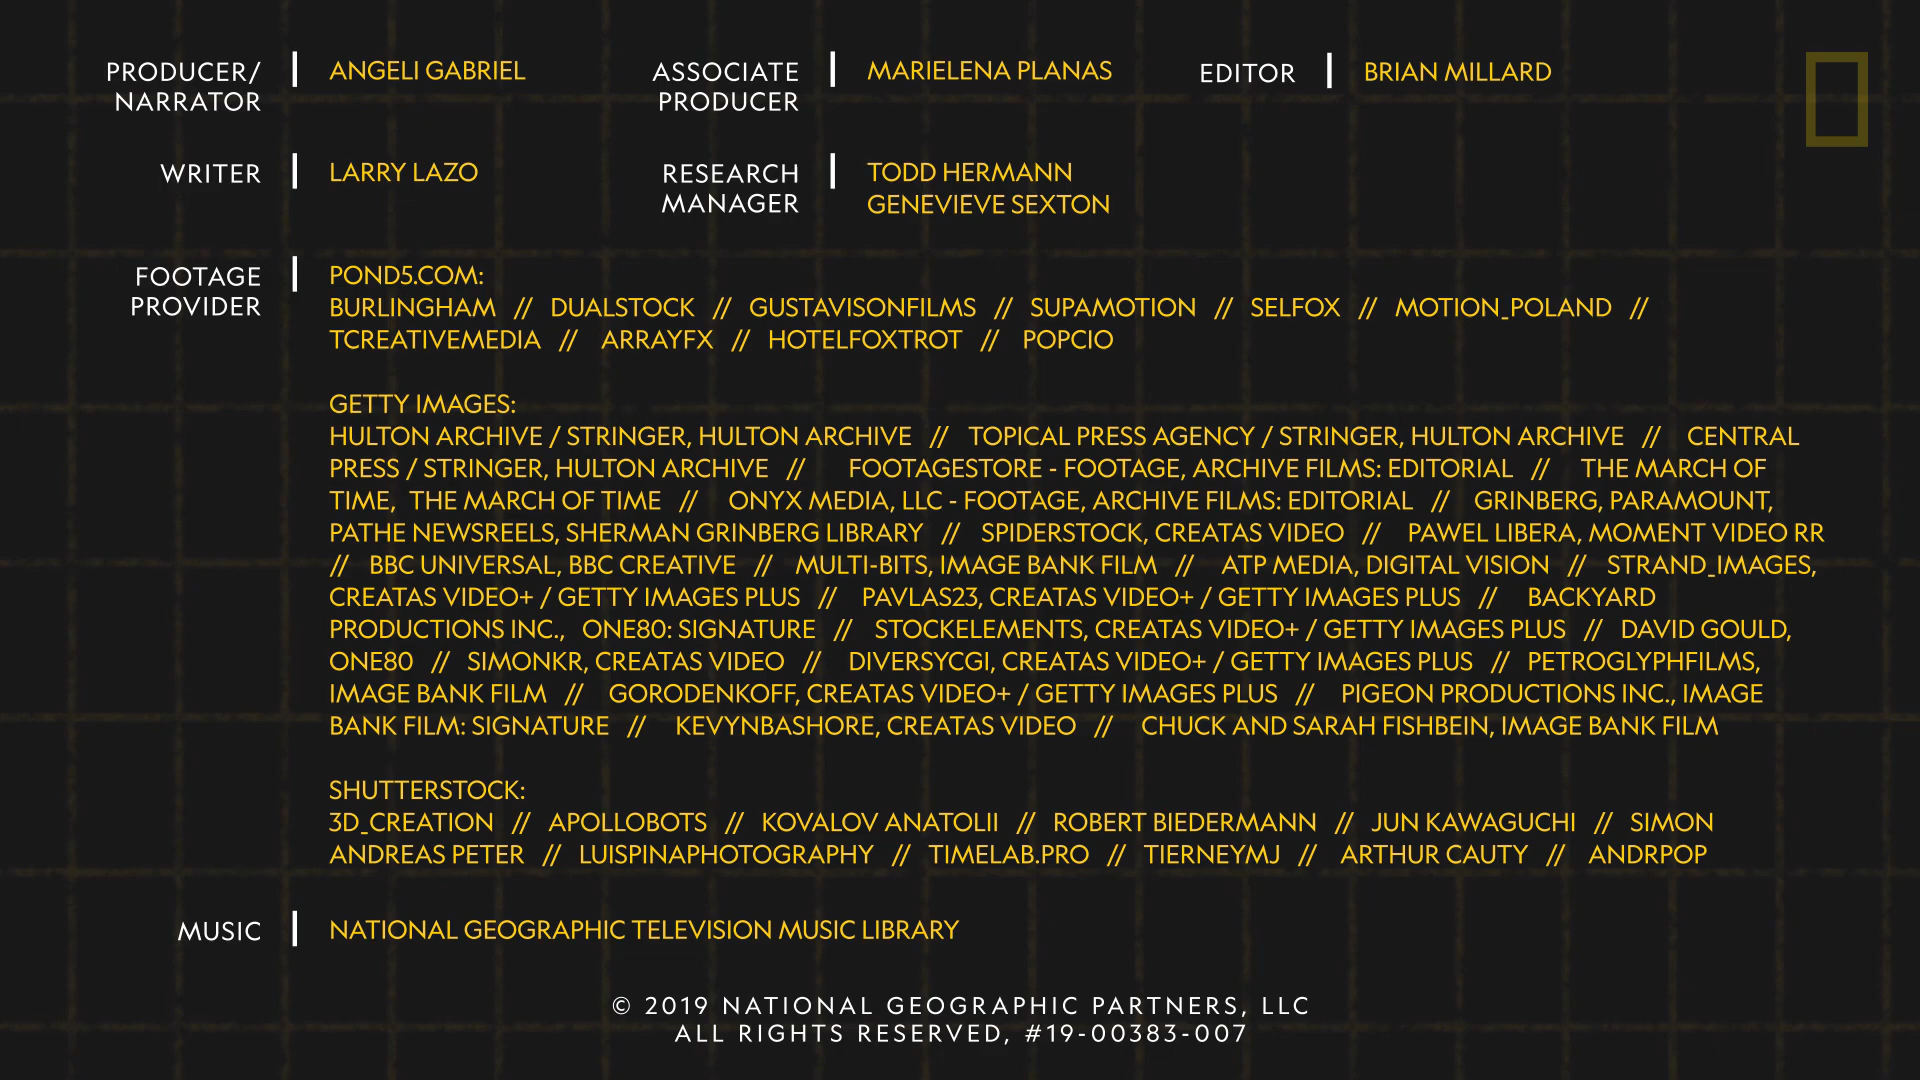 PRODUCER/ NARRATOR | ANGELI GABRIEL
ASSOCIATE PRODUCER | MARIELENA PLANAS
EDITOR | BRIAN MILLARD
WRITER | LARRY LAZO
RESEARCH MANAGER | TODD HERMANN
GENEVIEVE SEXTON
FOOTAGE PROVIDER | POND5.COM:
BURLINGHAM // DUALSTOCK // GUSTAVISONFILMS // SUPAMOTION // SELFOX // MOTION_POLAND //
TCREATIVEMEDIA // ARRAYFX // HOTELFOXTROT // POPCIO
GETTY IMAGES:
HULTON ARCHIVE / STRINGER, HULTON ARCHIVE // TOPICAL PRESS AGENCY / STRINGER, HULTON ARCHIVE // CENTRAL
PRESS / STRINGER, HULTON ARCHIVE // FOOTAGESTORE - FOOTAGE, ARCHIVE FILMS: EDITORIAL // THE MARCH OF
TIME, THE MARCH OF TIME // ONYX MEDIA, LLC - FOOTAGE, ARCHIVE FILMS: EDITORIAL // GRINBERG, PARAMOUNT,
PATHE NEWSREELS, SHERMAN GRINBERG LIBRARY // SPIDERSTOCK, CREATAS VIDEO // PAWEL LIBERA, MOMENT VIDEO RR
// BBC UNIVERSAL, BBC CREATIVE // MULTI-BITS, IMAGE BANK FILM // ATP MEDIA, DIGITAL VISION // STRAND_IMAGES,
CREATAS VIDEO+ / GETTY IMAGES PLUS // PAVLAS23, CREATAS VIDEO+ / GETTY IMAGES PLUS // BACKYARD
PRODUCTIONS INC., ONE80: SIGNATURE // STOCKELEMENTS, CREATAS VIDEO+ / GETTY IMAGES PLUS // DAVID GOULD,
ONE80 // SIMONKR, CREATAS VIDEO // DIVERSYCGI, CREATAS VIDEO+ / GETTY IMAGES PLUS // PETROGLYPHFILMS,
IMAGE BANK FILM // GORODENKOFF, CREATAS VIDEO+ / GETTY IMAGES PLUS // PIGEON PRODUCTIONS INC., IMAGE
BANK FILM: SIGNATURE // KEVYNBASHORE, CREATAS VIDEO // CHUCK AND SARAH FISHBEIN, IMAGE BANK FILM
SHUTTERSTOCK:
3D_CREATION // APOLLOBOTS // KOVALOV ANATOLII // ROBERT BIEDERMANN // JUN KAWAGUCHI // SIMON
ANDREAS PETER // LUISPINAPHOTOGRAPHY // TIMELAB.PRO // TIERNEYMJ // ARTHUR CAUTY // ANDRPOP
MUSIC | NATIONAL GEOGRAPHIC TELEVISION MUSIC LIBRARY
© 2019 NATIONAL GEOGRAPHIC PARTNERS, LLC
ALL RIGHTS RESERVED, #19-00383-007